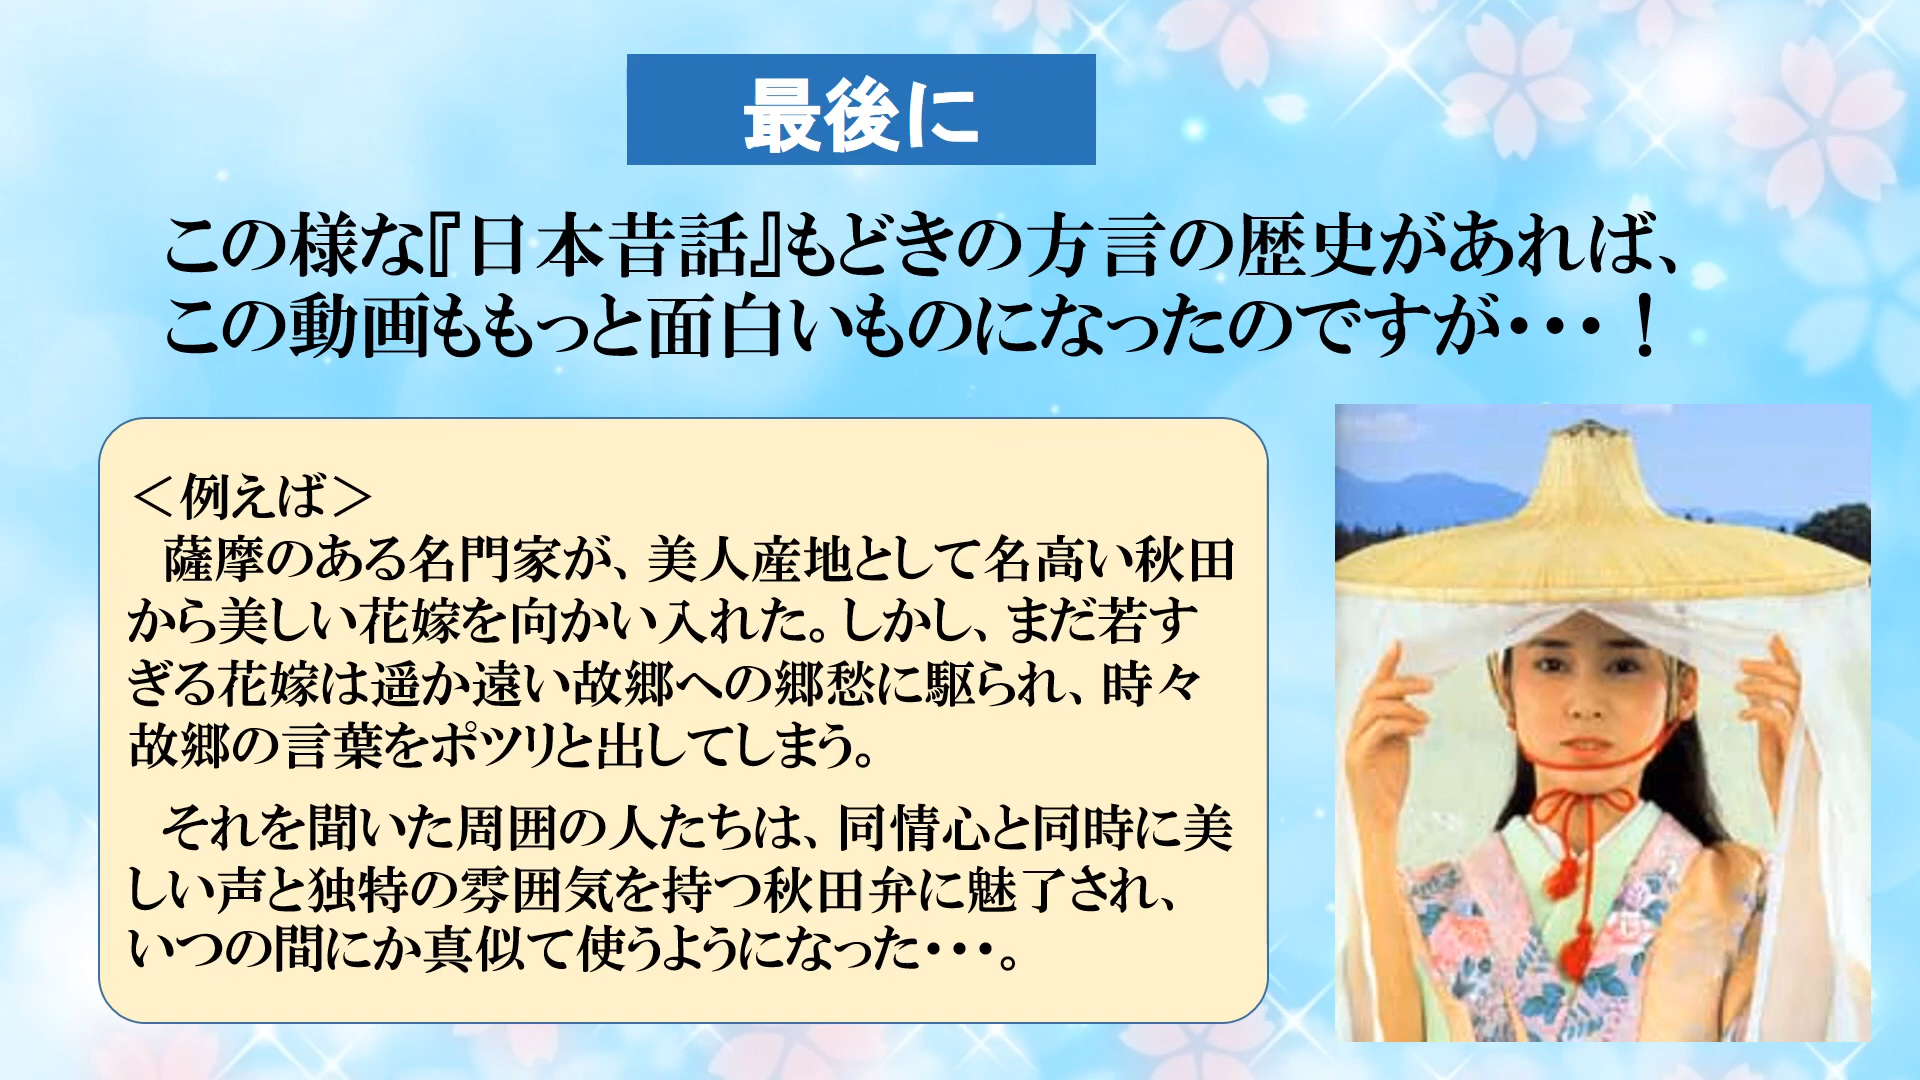 最後に
この様な『日本昔話』もどきの方言の歴史があれば、
この動画ももっと面白いものになったのですが・・・！
＜例えば＞
薩摩のある名門家が、美人産地として名高い秋田
から美しい花嫁を向かい入れた。しかし、まだ若す
ぎる花嫁は遥か遠い故郷への郷愁に駆られ、時々
故郷の言葉をポツリと出してしまう。
それを聞いた周囲の人たちは、同情心と同時に美
しい声と独特の雰囲気を持つ秋田弁に魅了され、
いつの間にか真似て使うようになった・・・。